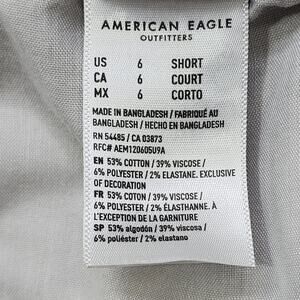 AMERICAN EAGLE
OUTFITTERS
US 6 SHORT
CA 6 COURT
MX 6 CORTO
MADE IN BANGLADESH / FABRIQUÉ AU
BANGLADESH / HECHO EN BANGLADESH
RN 54485 / CA 03873
RFC# AEM120605U9A
EN 53% COTTON / 39% VISCOSE /
6% POLYESTER / 2% ELASTANE. EXCLUSIVE
OF DECORATION
FR 53% COTON / 39% VISCOSE /
6% POLYESTER / 2% ÉLASTHANNE. À
L'EXCEPTION DE LA GARNITURE
SP 53% algodón / 39% viscosa /
6% poliéster / 2% elastano